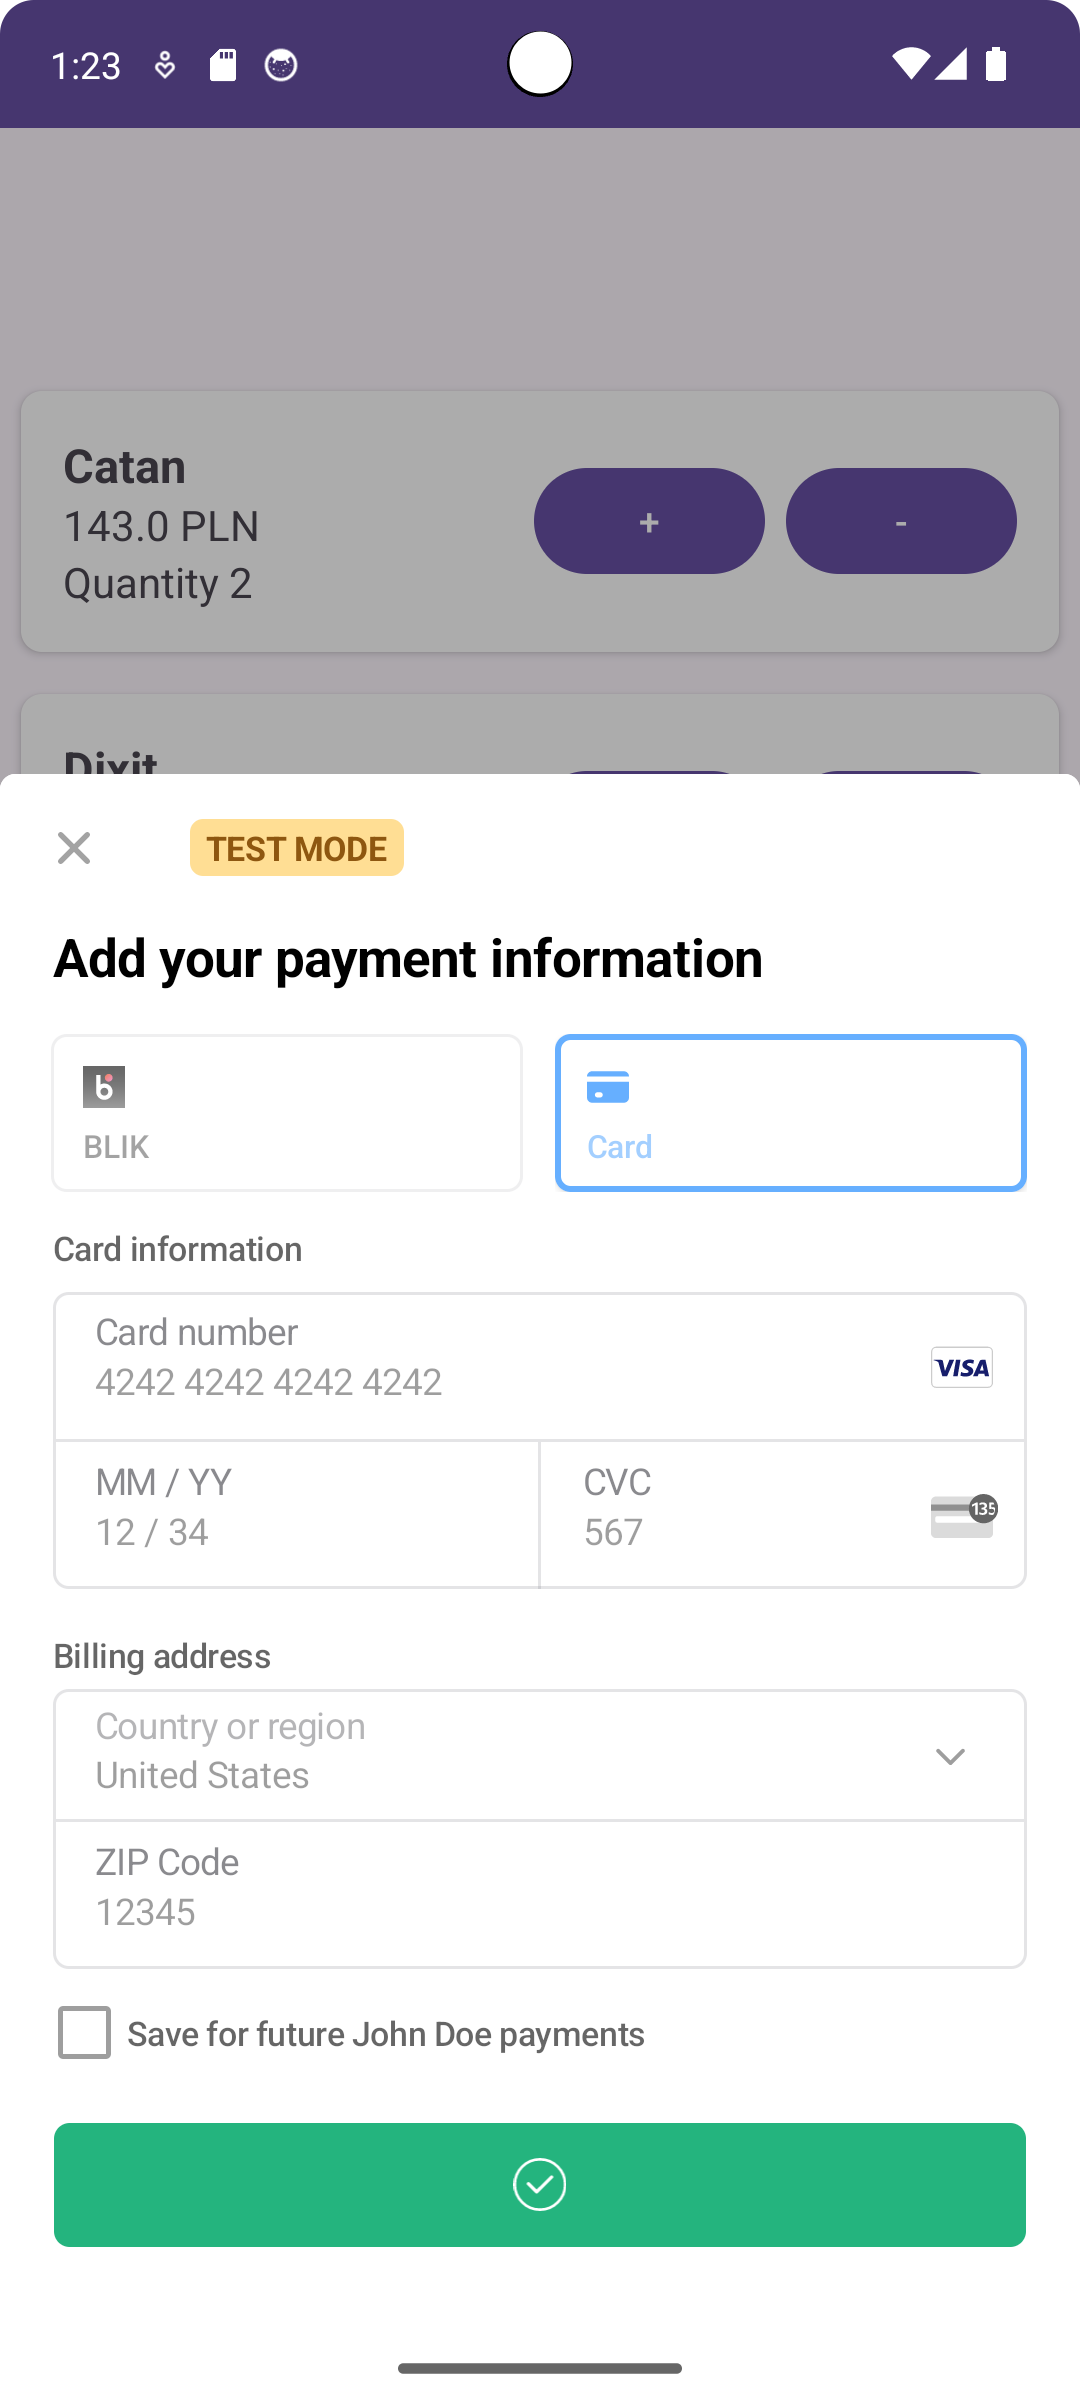 1:23
Catan
143.0 PLN
Quantity 2
+
-
Dixit
TEST MODE
Add your payment information
b
BLIK
Card
Card information
Card number
4242 4242 4242 4242
VISA
MM / YY
12 / 34
CVC
567
135
Billing address
Country or region
United States
ZIP Code
12345
Save for future John Doe payments